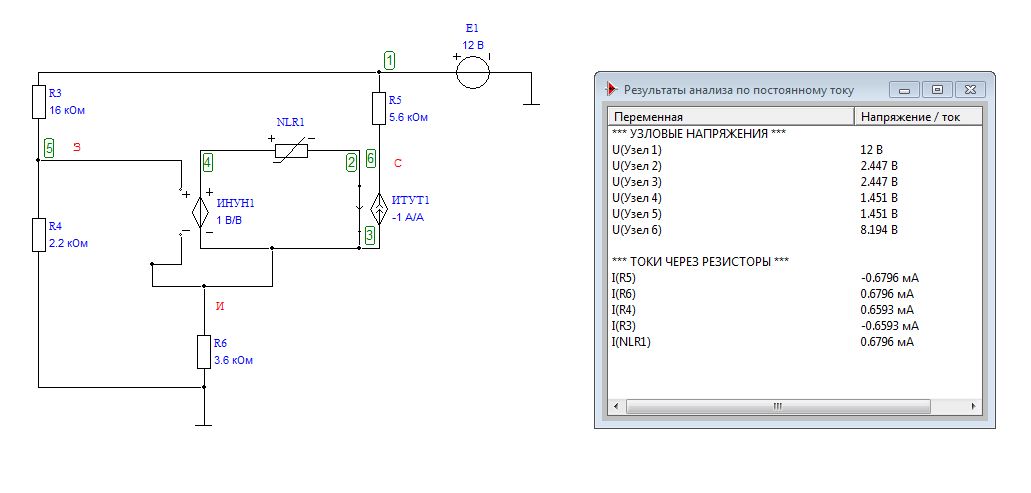 E1
12 В
+
1
R3
16 кОм
R5
5.6 кОм
NLR1
+
−
5
З
4
2
6
С
+
+
ИНУН1
1 В/В
−
−
ИТУТ1
-1 А/А
R4
2.2 кОм
3
И
R6
3.6 кОм
Результаты анализа по постоянному току
Переменная Напряжение / ток
*** УЗЛОВЫЕ НАПРЯЖЕНИЯ ***
U(Узел 1) 12 В
U(Узел 2) 2.447 В
U(Узел 3) 2.447 В
U(Узел 4) 1.451 В
U(Узел 5) 1.451 В
U(Узел 6) 8.194 В
*** ТОКИ ЧЕРЕЗ РЕЗИСТОРЫ ***
I(R5) -0.6796 мА
I(R6) 0.6796 мА
I(R4) 0.6593 мА
I(R3) -0.6593 мА
I(NLR1) 0.6796 мА